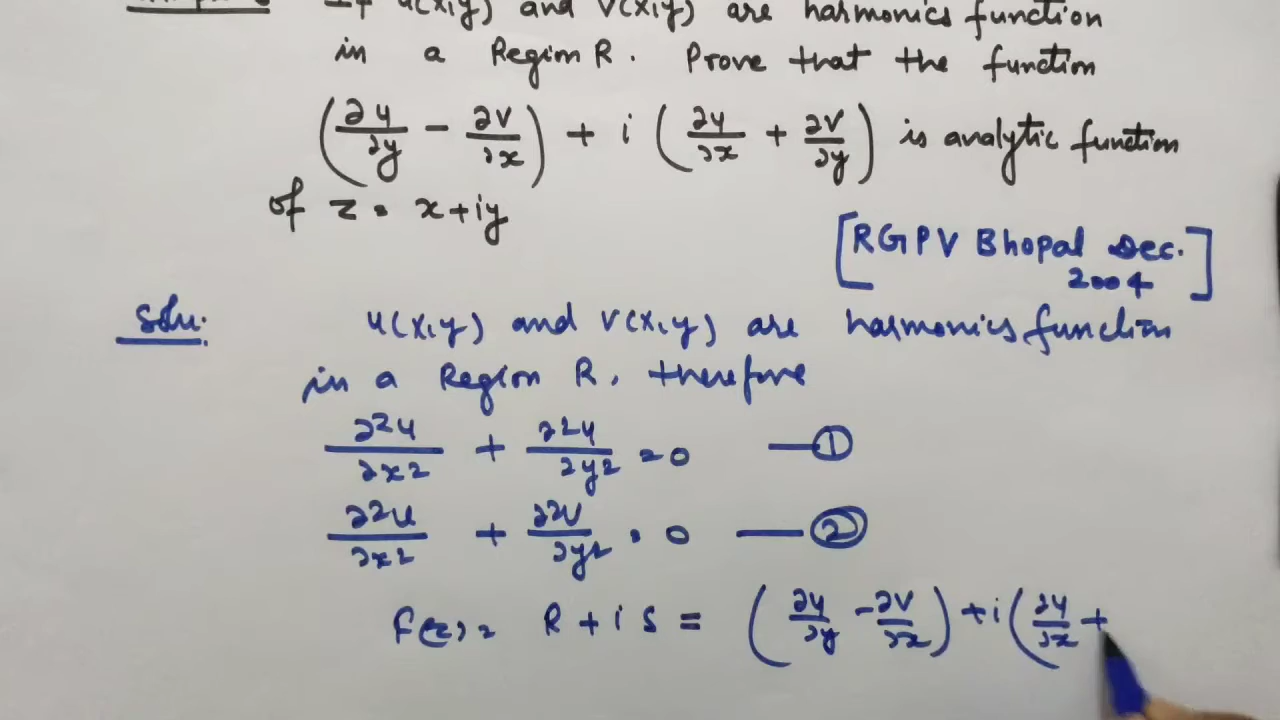 If u(x,y) and v(x,y) are harmonics function
in a Region R. Prove that the function
(∂u/∂y - ∂v/∂x) + i (∂u/∂x + ∂v/∂y) is analytic function
of z = x+iy
[RGPV Bhopal Dec. 2004]
Solu. u(x,y) and v(x,y) are harmonics function
in a Region R, therefore
∂2u/∂x2 + ∂2u/∂y2 = 0 —①
∂2u/∂x2 + ∂2v/∂y2 = 0 —②
F(z) = R + i S = (∂u/∂y - ∂v/∂x) + i (∂u/∂x +